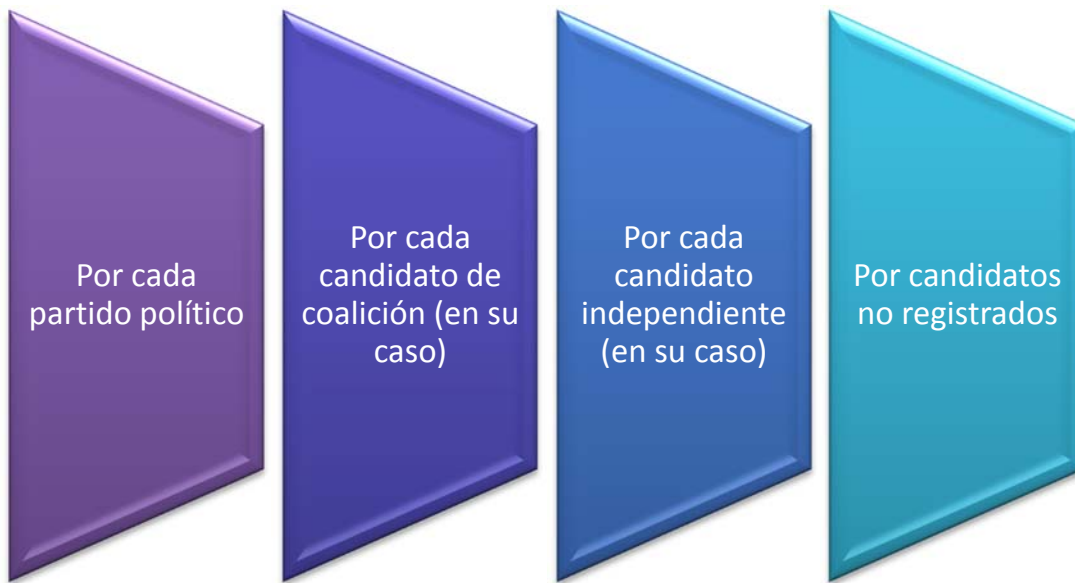 Por cada
partido político
Por cada
candidato de
coalición (en su
caso)
Por cada
candidato
independiente
(en su caso)
Por candidatos
no registrados